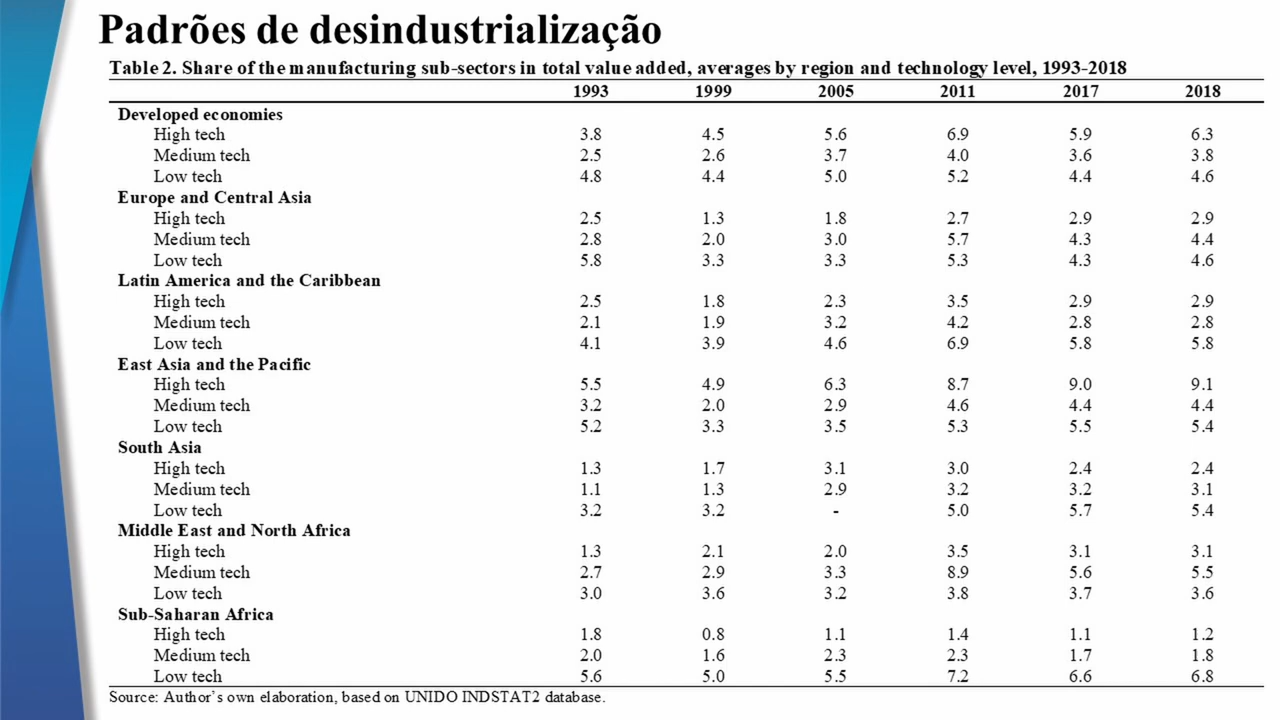 Padrões de desindustrialização
Table 2. Share of the manufacturing sub-sectors in total value added, averages by region and technology level, 1993-2018
1993 1999 2005 2011 2017 2018
Developed economies
High tech 3.8 4.5 5.6 6.9 5.9 6.3
Medium tech 2.5 2.6 3.7 4.0 3.6 3.8
Low tech 4.8 4.4 5.0 5.2 4.4 4.6
Europe and Central Asia
High tech 2.5 1.3 1.8 2.7 2.9 2.9
Medium tech 2.8 2.0 3.0 5.7 4.3 4.4
Low tech 5.8 3.3 3.3 5.3 4.3 4.6
Latin America and the Caribbean
High tech 2.5 1.8 2.3 3.5 2.9 2.9
Medium tech 2.1 1.9 3.2 4.2 2.8 2.8
Low tech 4.1 3.9 4.6 6.9 5.8 5.8
East Asia and the Pacific
High tech 5.5 4.9 6.3 8.7 9.0 9.1
Medium tech 3.2 2.0 2.9 4.6 4.4 4.4
Low tech 5.2 3.3 3.5 5.3 5.5 5.4
South Asia
High tech 1.3 1.7 3.1 3.0 2.4 2.4
Medium tech 1.1 1.3 2.9 3.2 3.2 3.1
Low tech 3.2 3.2 - 5.0 5.7 5.4
Middle East and North Africa
High tech 1.3 2.1 2.0 3.5 3.1 3.1
Medium tech 2.7 2.9 3.3 8.9 5.6 5.5
Low tech 3.0 3.6 3.2 3.8 3.7 3.6
Sub-Saharan Africa
High tech 1.8 0.8 1.1 1.4 1.1 1.2
Medium tech 2.0 1.6 2.3 2.3 1.7 1.8
Low tech 5.6 5.0 5.5 7.2 6.6 6.8
Source: Author's own elaboration, based on UNIDO INDSTAT2 database.